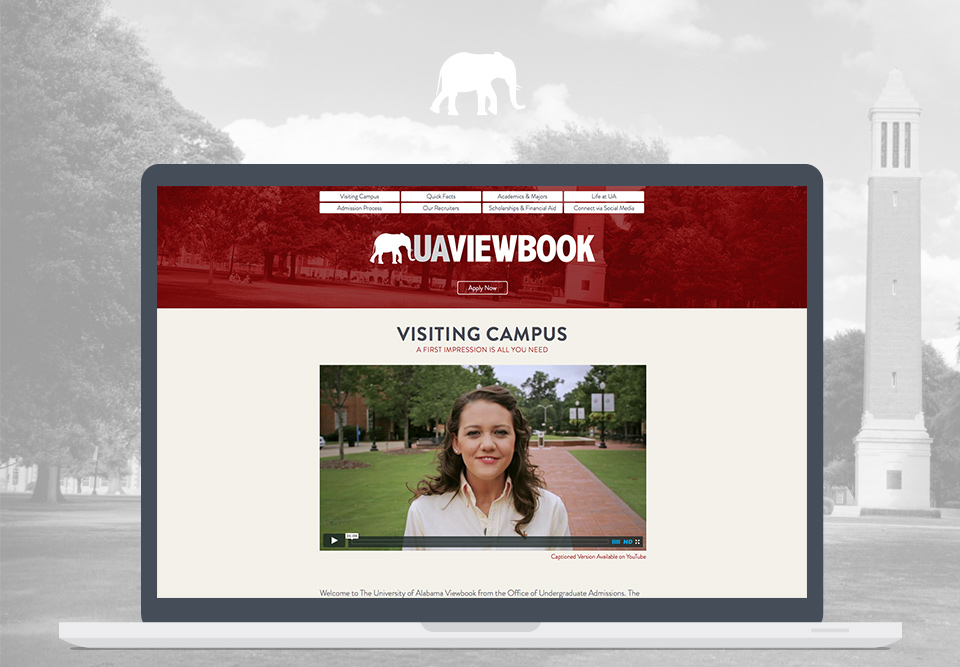 Visiting Campus Quick Facts Academics & Majors Life at UA
Admission Process Our Recruiters Scholarships & Financial Aid Connect via Social Media
UAVIEWBOOK
Apply Now
VISITING CAMPUS
A FIRST IMPRESSION IS ALL YOU NEED
HD
Captioned Version Available on YouTube
Welcome to The University of Alabama Viewbook from the Office of Undergraduate Admissions. The